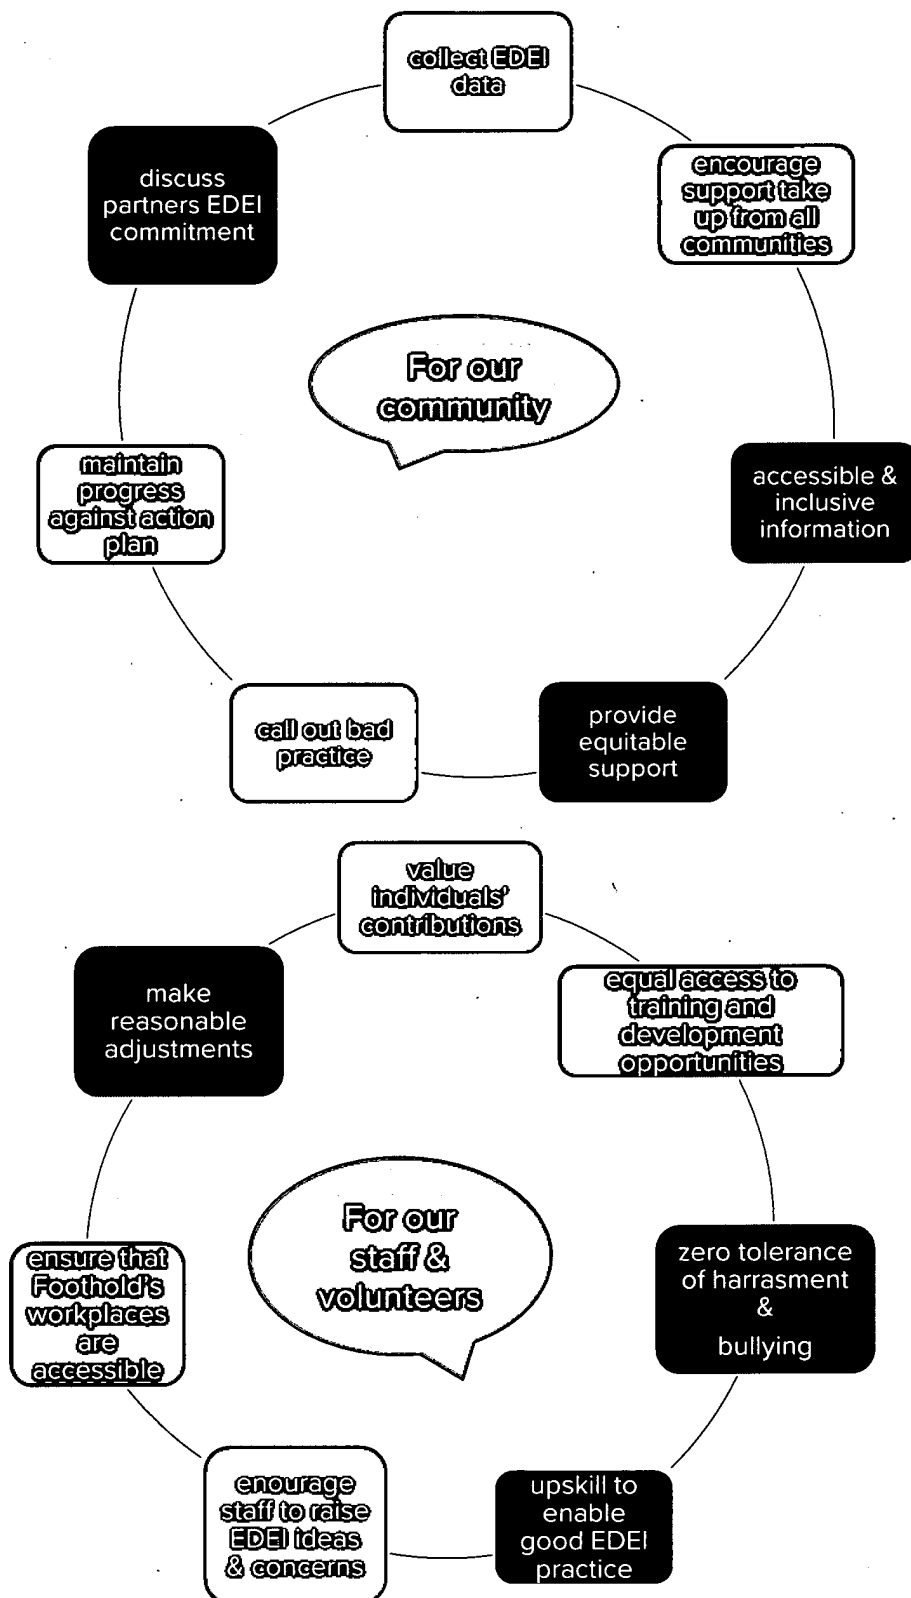 collect EDEI
data
encourage
support take
up from all
communities
accessible &
inclusive
information
provide
equitable
support
call out bad
practice
maintain
progress
against action
plan
discuss
partners EDEI
commitment
For our
community
value
individuals'
contributions
equal access to
training and
development
opportunities
zero tolerance
of harrasment
&
bullying
upskill to
enable
good EDEI
practice
enourage
staff to raise
EDEI ideas
& concerns
ensure that
Foothold's
workplaces
are
accessible
make
reasonable
adjustments
For our
staff &
volunteers